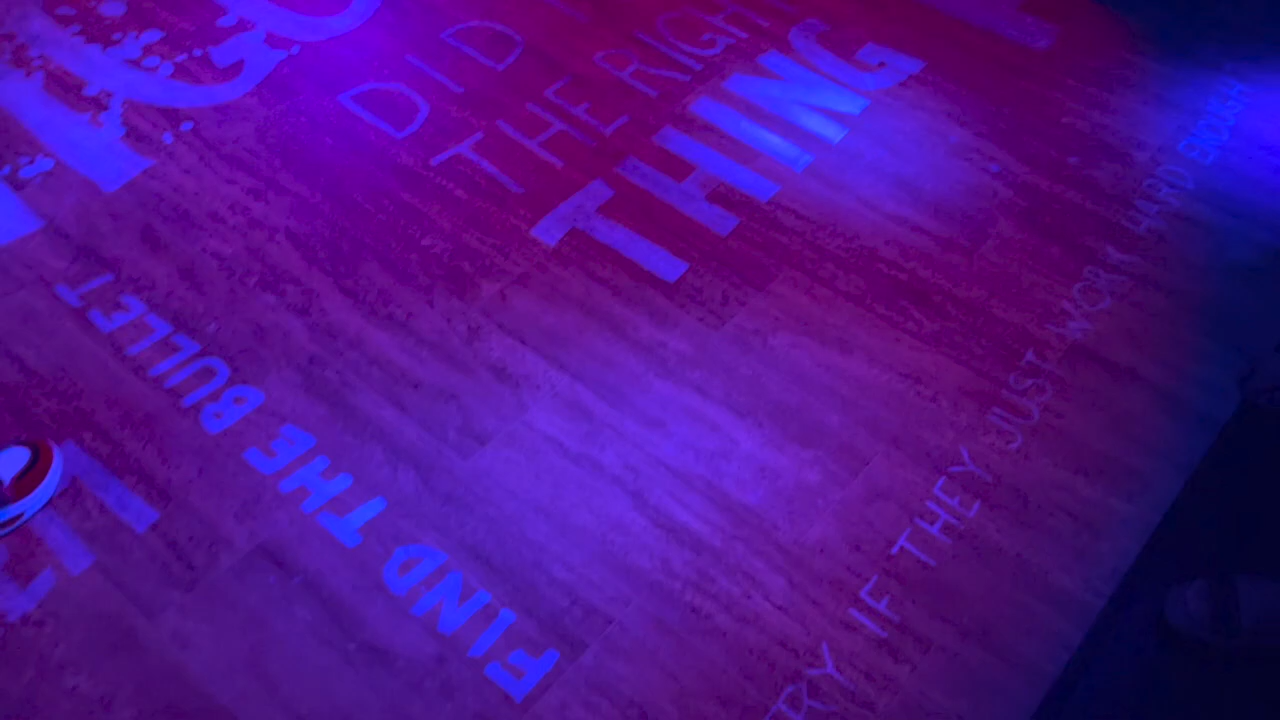 DID
THE RIGHT
THING
FIND THE BULLET
IF THEY JUST WORK HARD ENOUGH